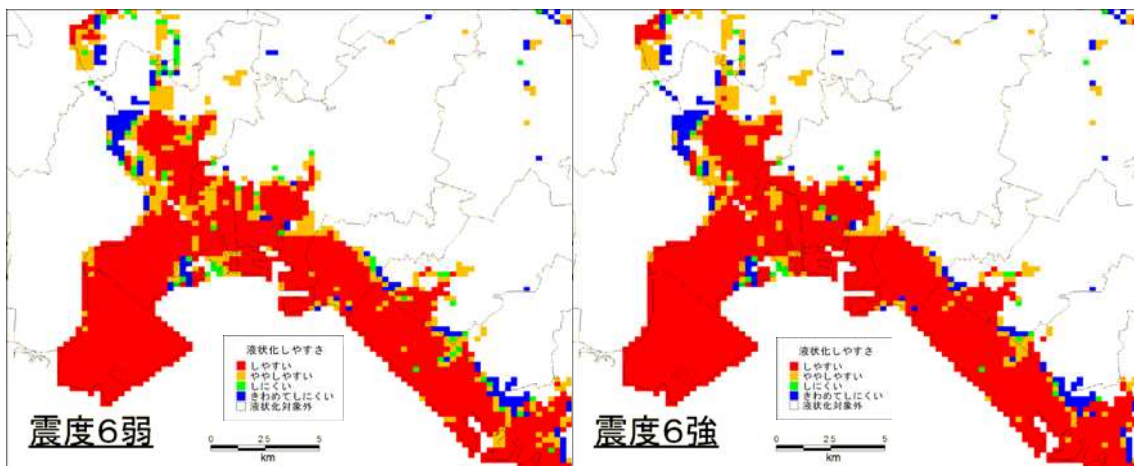 液状化しやすさ
しやすい
ややしやすい
しにくい
きわめてしにくい
液状化対象外
震度6弱
0 2.5 5
km
液状化しやすさ
しやすい
ややしやすい
しにくい
きわめてしにくい
液状化対象外
震度6強
0 2.5 5
km